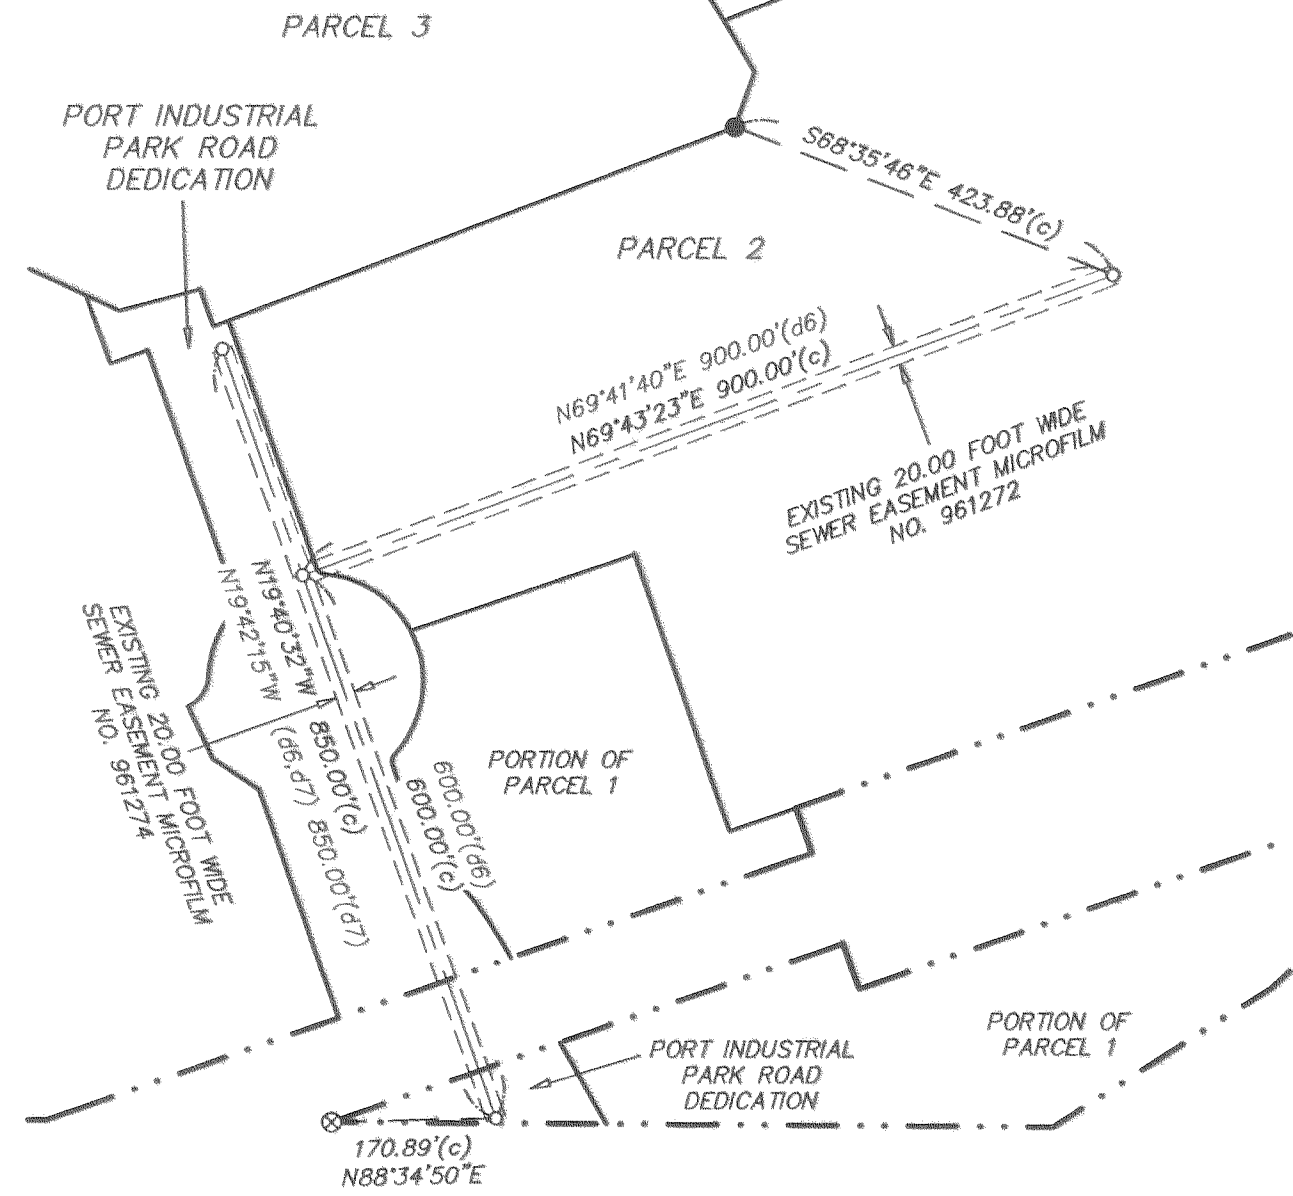 PARCEL 3
PORT INDUSTRIAL
PARK ROAD
DEDICATION
S68°35'46"E 423.88'(c)
PARCEL 2
N69°41'40"E 900.00'(d6)
N69°43'23"E 900.00'(c)
EXISTING 20.00 FOOT WIDE
SEWER EASEMENT MICROFILM
NO. 961272
N19°40'32"W 850.00'(c)
N19°42'15"W (d6,d7) 850.00'(d7)
EXISTING 20.00 FOOT WIDE
SEWER EASEMENT MICROFILM
NO. 961274
600.00'(d6)
600.00'(c)
PORTION OF
PARCEL 1
PORTION OF
PARCEL 1
PORT INDUSTRIAL
PARK ROAD
DEDICATION
170.89'(c)
N88°34'50"E